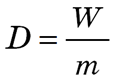 D = W/m